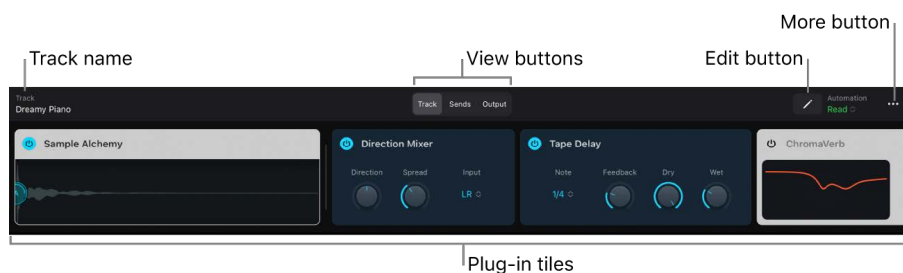 More button
Track name
View buttons
Edit button
Track
Dreamy Piano
Track Sends Output
Automation
Read
Sample Alchemy
Direction Mixer
Tape Delay
ChromaVerb
Direction Spread Input
Note Feedback Dry Wet
LR
1/4
Plug-in tiles